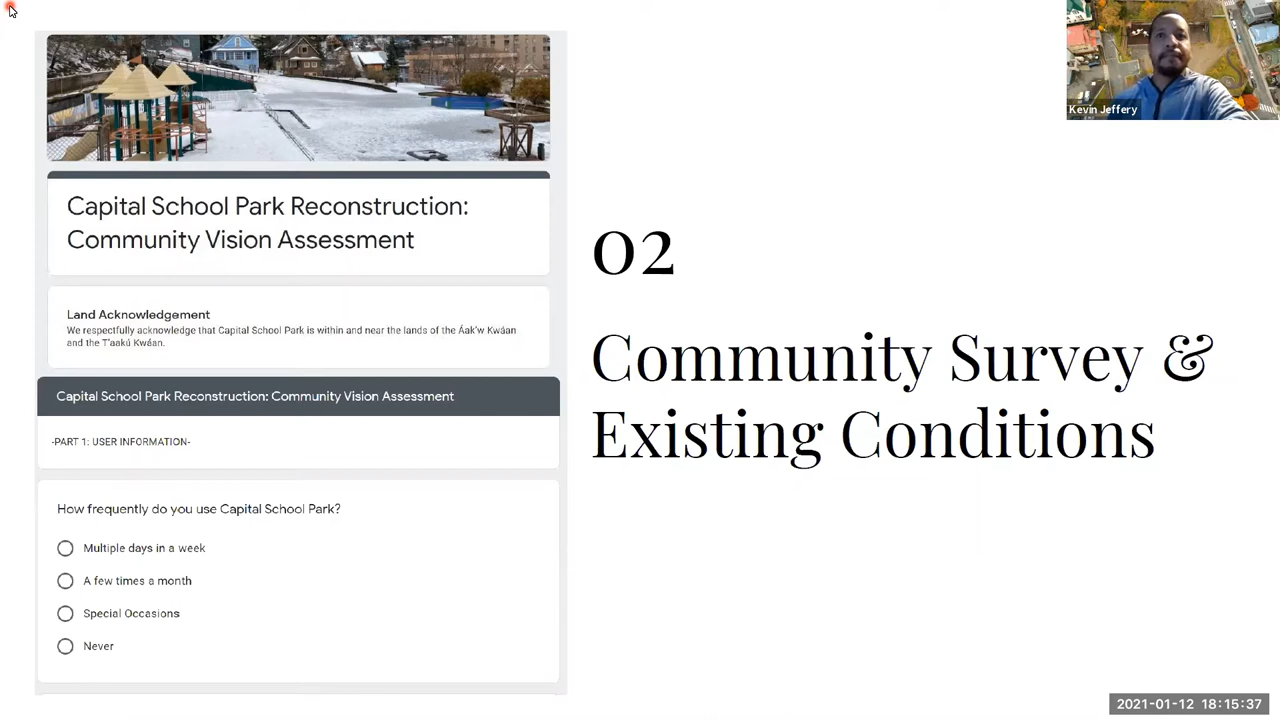 Kevin Jeffery
Capital School Park Reconstruction:
Community Vision Assessment
Land Acknowledgement
We respectfully acknowledge that Capital School Park is within and near the lands of the Áak'w Kwáan
and the T'aakú Kwáan.
Capital School Park Reconstruction: Community Vision Assessment
-PART 1: USER INFORMATION-
How frequently do you use Capital School Park?
Multiple days in a week
A few times a month
Special Occasions
Never
02
Community Survey &
Existing Conditions
2021-01-12 18:15:37